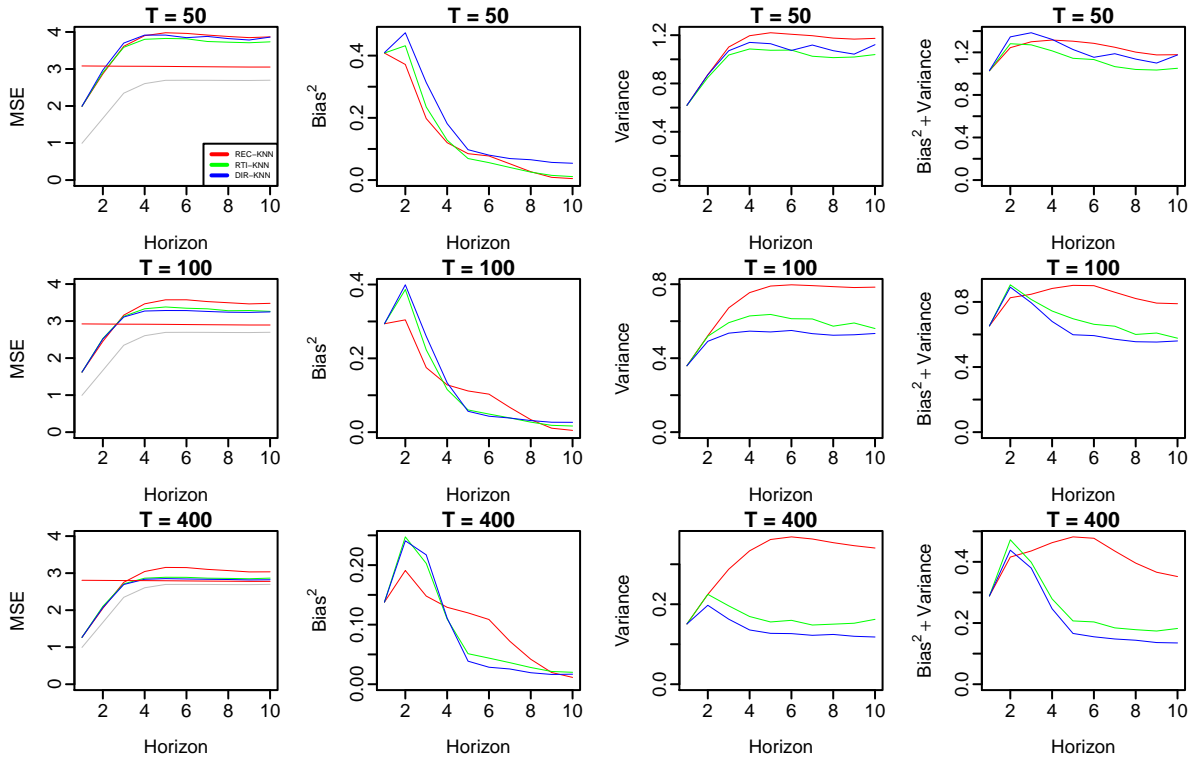 T = 50
MSE
0 1 2 3 4
REC−KNN
RTI−KNN
DIR−KNN
2 4 6 8 10
Horizon
T = 50
Bias²
0.0 0.2 0.4
2 4 6 8 10
Horizon
T = 50
Variance
0.0 0.4 0.8 1.2
2 4 6 8 10
Horizon
T = 50
Bias² + Variance
0.0 0.4 0.8 1.2
2 4 6 8 10
Horizon
T = 100
MSE
0 1 2 3 4
2 4 6 8 10
Horizon
T = 100
Bias²
0.0 0.2 0.4
2 4 6 8 10
Horizon
T = 100
Variance
0.0 0.4 0.8
2 4 6 8 10
Horizon
T = 100
Bias² + Variance
0.0 0.4 0.8
2 4 6 8 10
Horizon
T = 400
MSE
0 1 2 3 4
2 4 6 8 10
Horizon
T = 400
Bias²
0.00 0.10 0.20
2 4 6 8 10
Horizon
T = 400
Variance
0.0 0.2
2 4 6 8 10
Horizon
T = 400
Bias² + Variance
0.0 0.2 0.4
2 4 6 8 10
Horizon